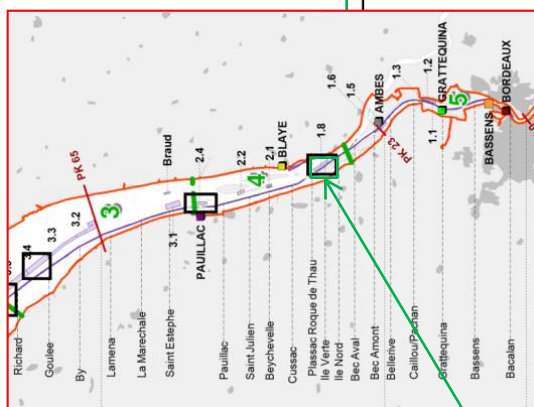 BORDEAUX
GRATTEQUINA
BASSENS
AMBES
BLAYE
PAUILLAC
Braud
1.1
1.2
1.3
1.5
1.6
1.8
2.1
2.2
2.4
3.1
3.2
3.3
3.4
3
4
5
PK 65
PK 23
Richard
Goulee
By
Lamena
La Marechale
Saint Estephe
Pauillac
Saint Julien
Beychevelle
Cussac
Plassac Roque de Thau
Ile Verte
Ile Nord
Bec Aval
Bec Amont
Bellerive
Caillou/Pachan
Grattequina
Bassens
Bacalan